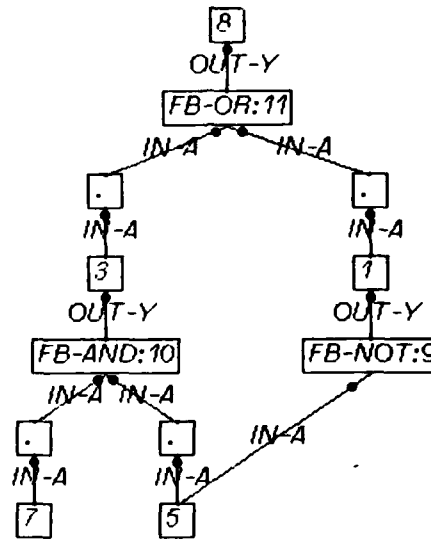 8
OUT-Y
FB-OR:11
IN-A IN-A
. .
IN-A IN-A
3 1
OUT-Y OUT-Y
FB-AND:10 FB-NOT:9
IN-A IN-A
. . IN-A
IN-A IN-A
7 5